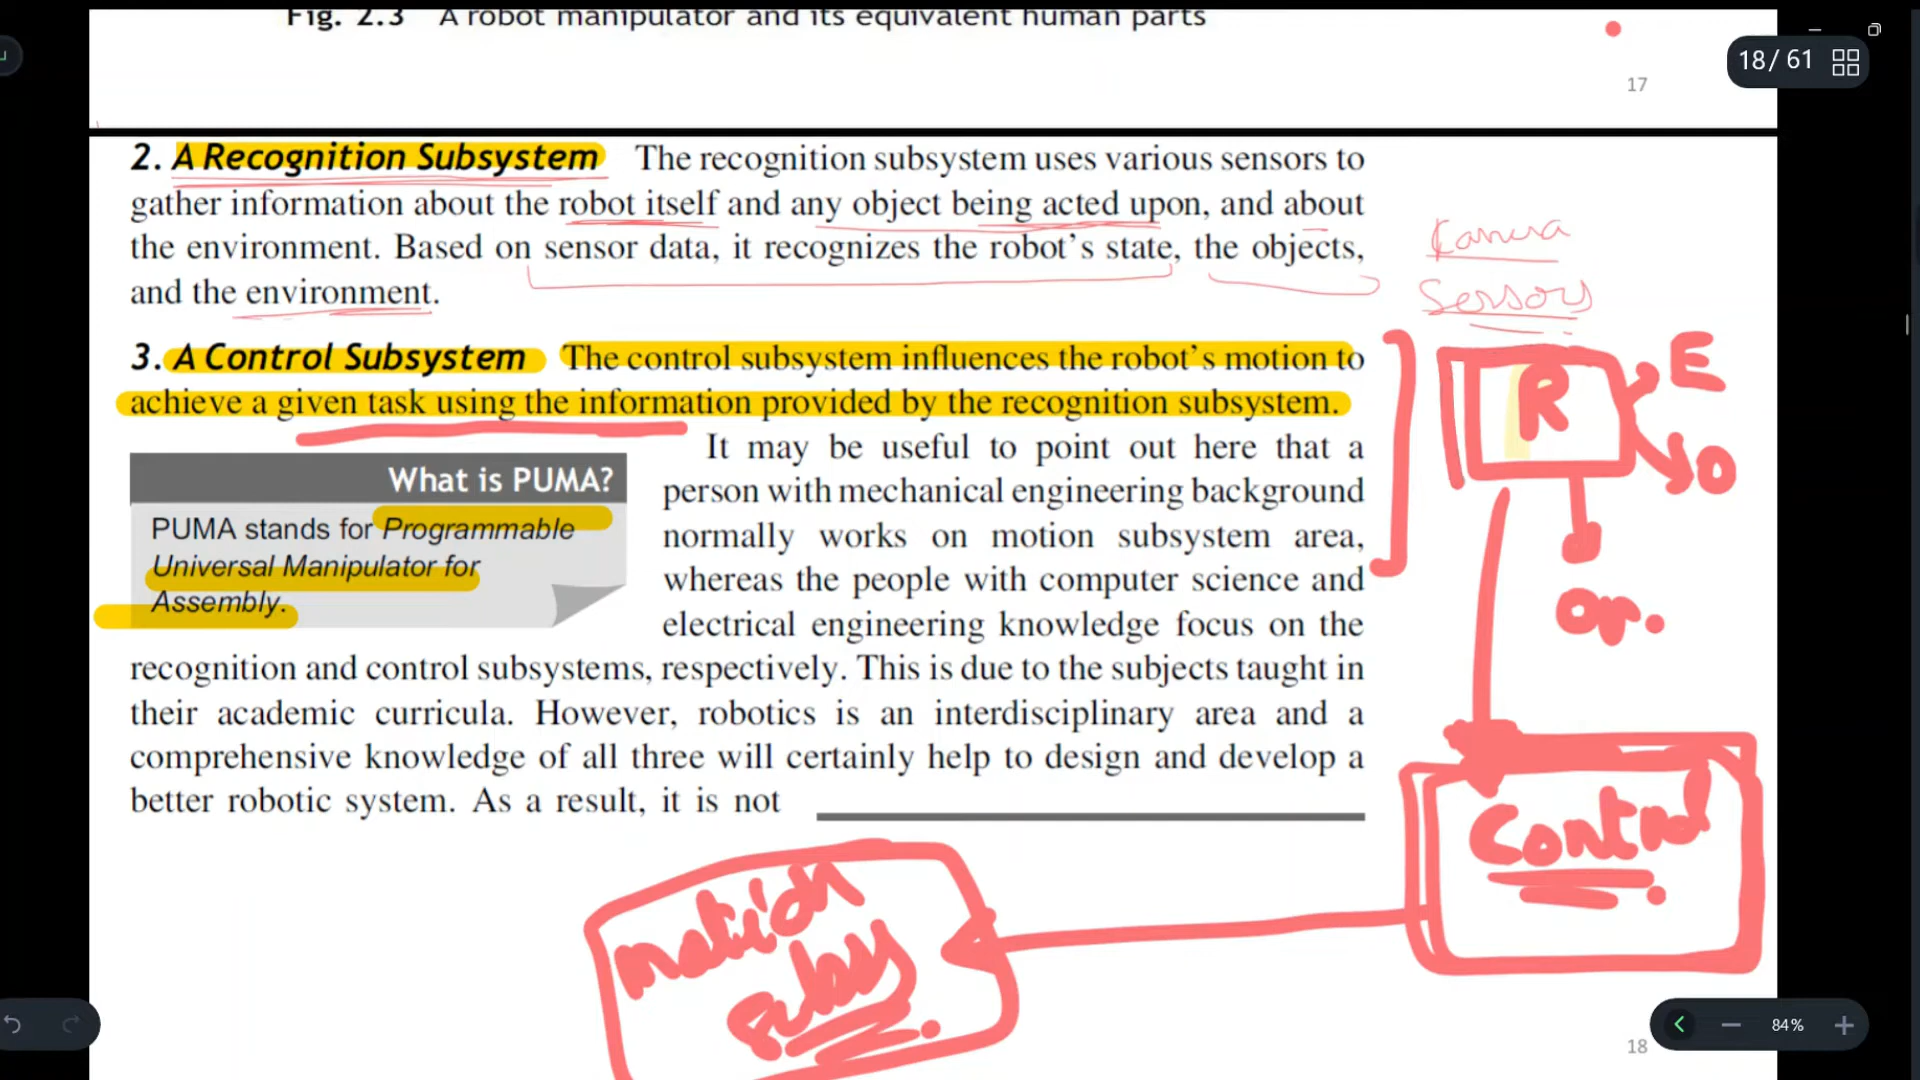 Fig. 2.3 A robot manipulator and its equivalent human parts
18/ 61
17
2. A Recognition Subsystem The recognition subsystem uses various sensors to
gather information about the robot itself and any object being acted upon, and about
the environment. Based on sensor data, it recognizes the robot's state, the objects,
and the environment.
Camera
Sensors
3. A Control Subsystem The control subsystem influences the robot's motion to
achieve a given task using the information provided by the recognition subsystem.
R
E
O
What is PUMA?
PUMA stands for Programmable
Universal Manipulator for
Assembly.
It may be useful to point out here that a
person with mechanical engineering background
normally works on motion subsystem area,
whereas the people with computer science and
electrical engineering knowledge focus on the
recognition and control subsystems, respectively. This is due to the subjects taught in
their academic curricula. However, robotics is an interdisciplinary area and a
comprehensive knowledge of all three will certainly help to design and develop a
better robotic system. As a result, it is not
Control
motion
subsy
84%
18